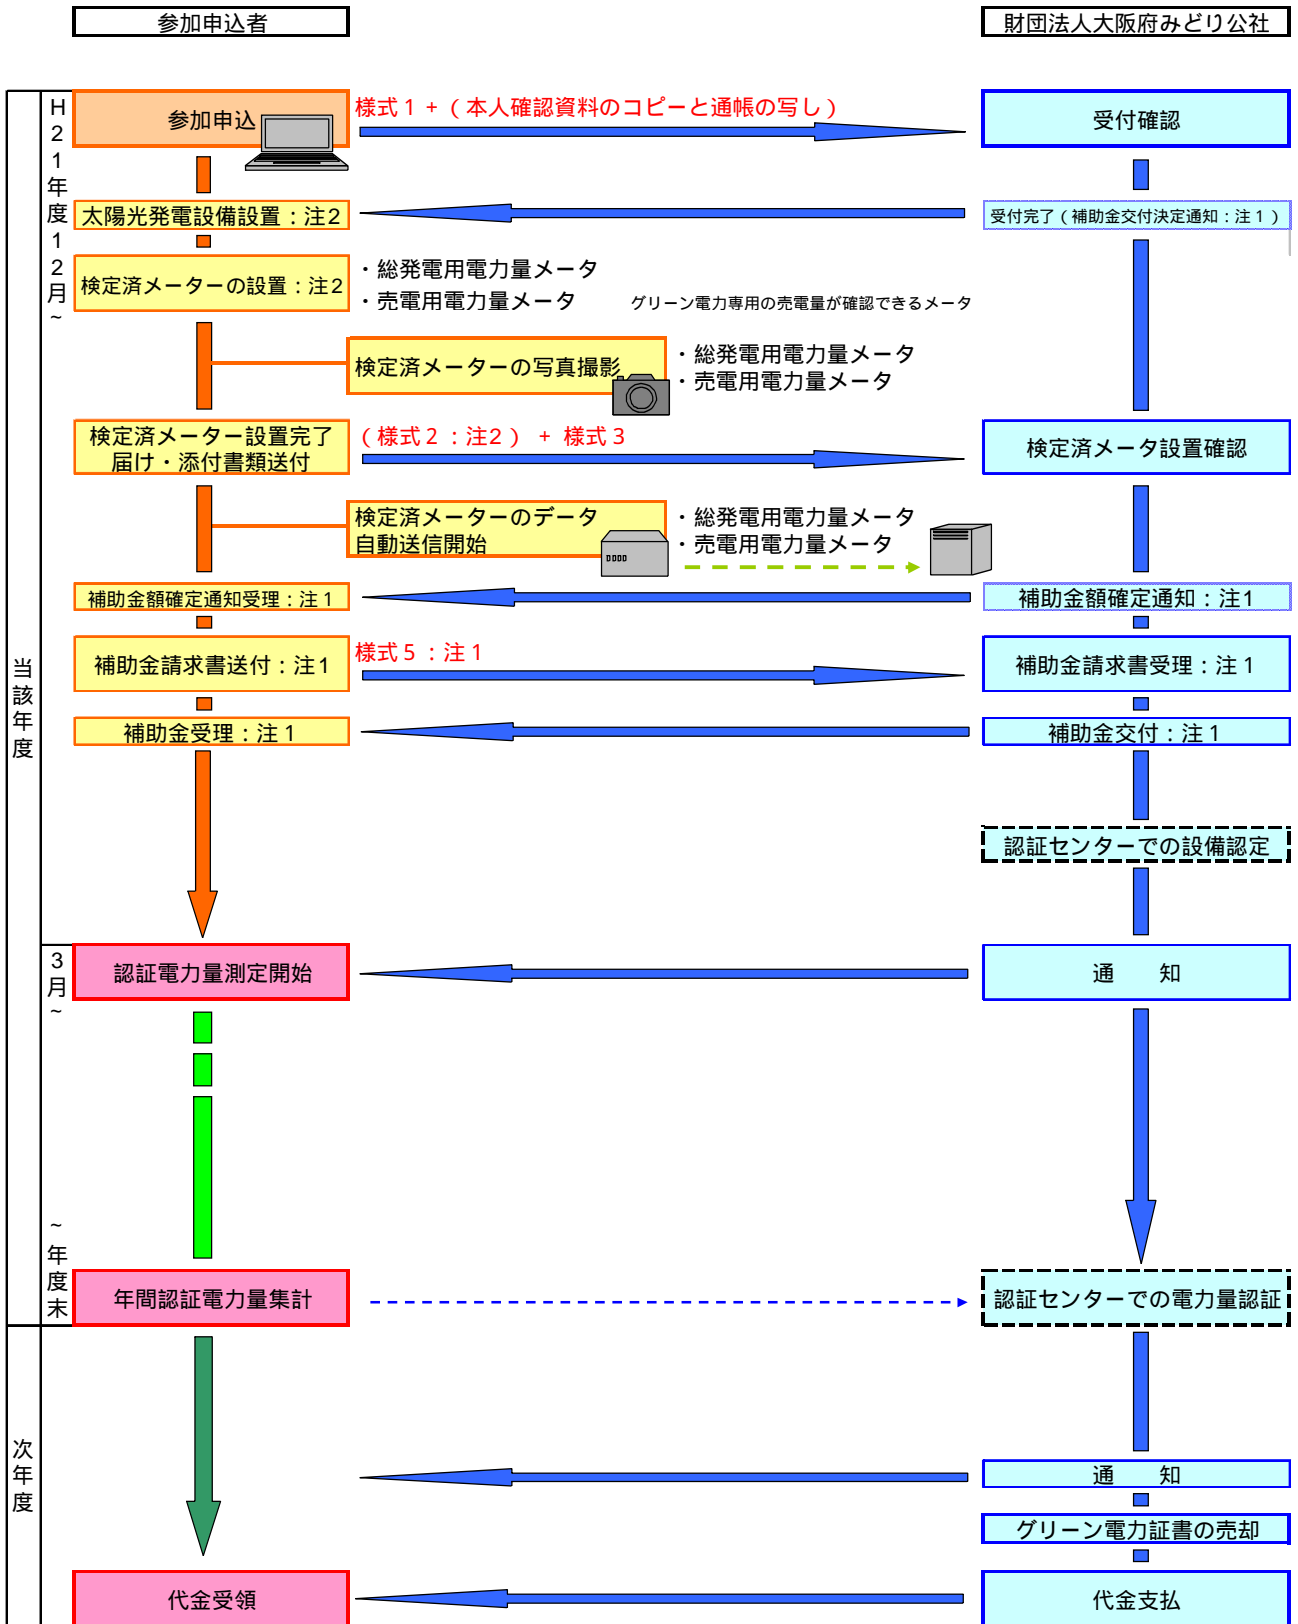 参加申込者
財団法人大阪府みどり公社
当該年度
次年度
H21年度12月~
3月~
~年度末
参加申込
様式1+(本人確認資料のコピーと通帳の写し)
受付確認
太陽光発電設備設置:注2
受付完了(補助金交付決定通知:注1)
検定済メーターの設置:注2
・総発電用電力量メータ
・売電用電力量メータ
グリーン電力専用の売電量が確認できるメータ
検定済メーターの写真撮影
・総発電用電力量メータ
・売電用電力量メータ
検定済メーター設置完了
届け・添付書類送付
(様式2:注2) + 様式3
検定済メータ設置確認
検定済メーターのデータ
自動送信開始
・総発電用電力量メータ
・売電用電力量メータ
補助金額確定通知受理:注1
補助金額確定通知:注1
補助金請求書送付:注1
様式5:注1
補助金請求書受理:注1
補助金受理:注1
補助金交付:注1
認証センターでの設備認定
認証電力量測定開始
通 知
年間認証電力量集計
認証センターでの電力量認証
通 知
グリーン電力証書の売却
代金受領
代金支払